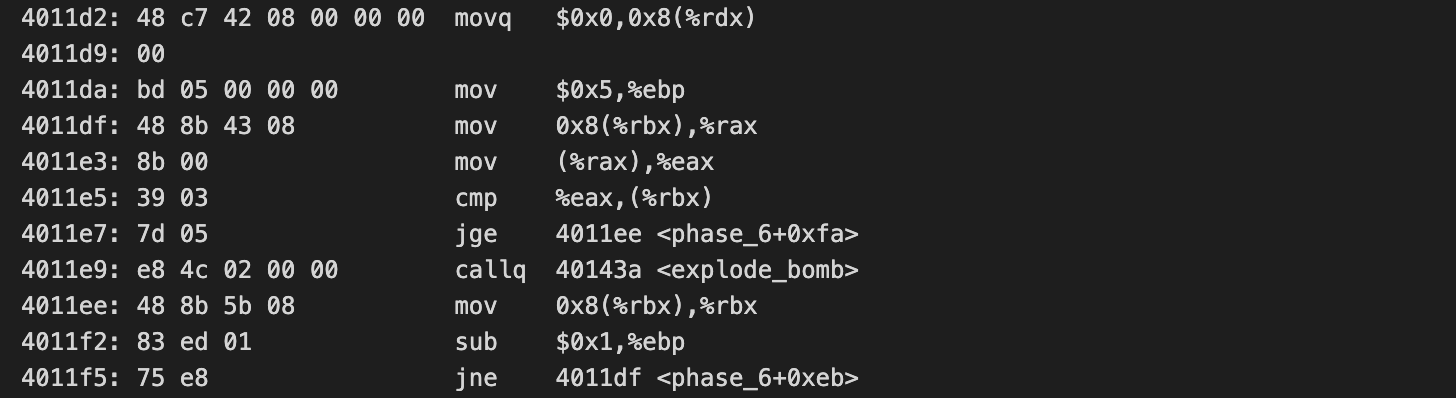 4011d2: 48 c7 42 08 00 00 00 movq $0x0,0x8(%rdx)
4011d9: 00
4011da: bd 05 00 00 00 mov $0x5,%ebp
4011df: 48 8b 43 08 mov 0x8(%rbx),%rax
4011e3: 8b 00 mov (%rax),%eax
4011e5: 39 03 cmp %eax,(%rbx)
4011e7: 7d 05 jge 4011ee <phase_6+0xfa>
4011e9: e8 4c 02 00 00 callq 40143a <explode_bomb>
4011ee: 48 8b 5b 08 mov 0x8(%rbx),%rbx
4011f2: 83 ed 01 sub $0x1,%ebp
4011f5: 75 e8 jne 4011df <phase_6+0xeb>